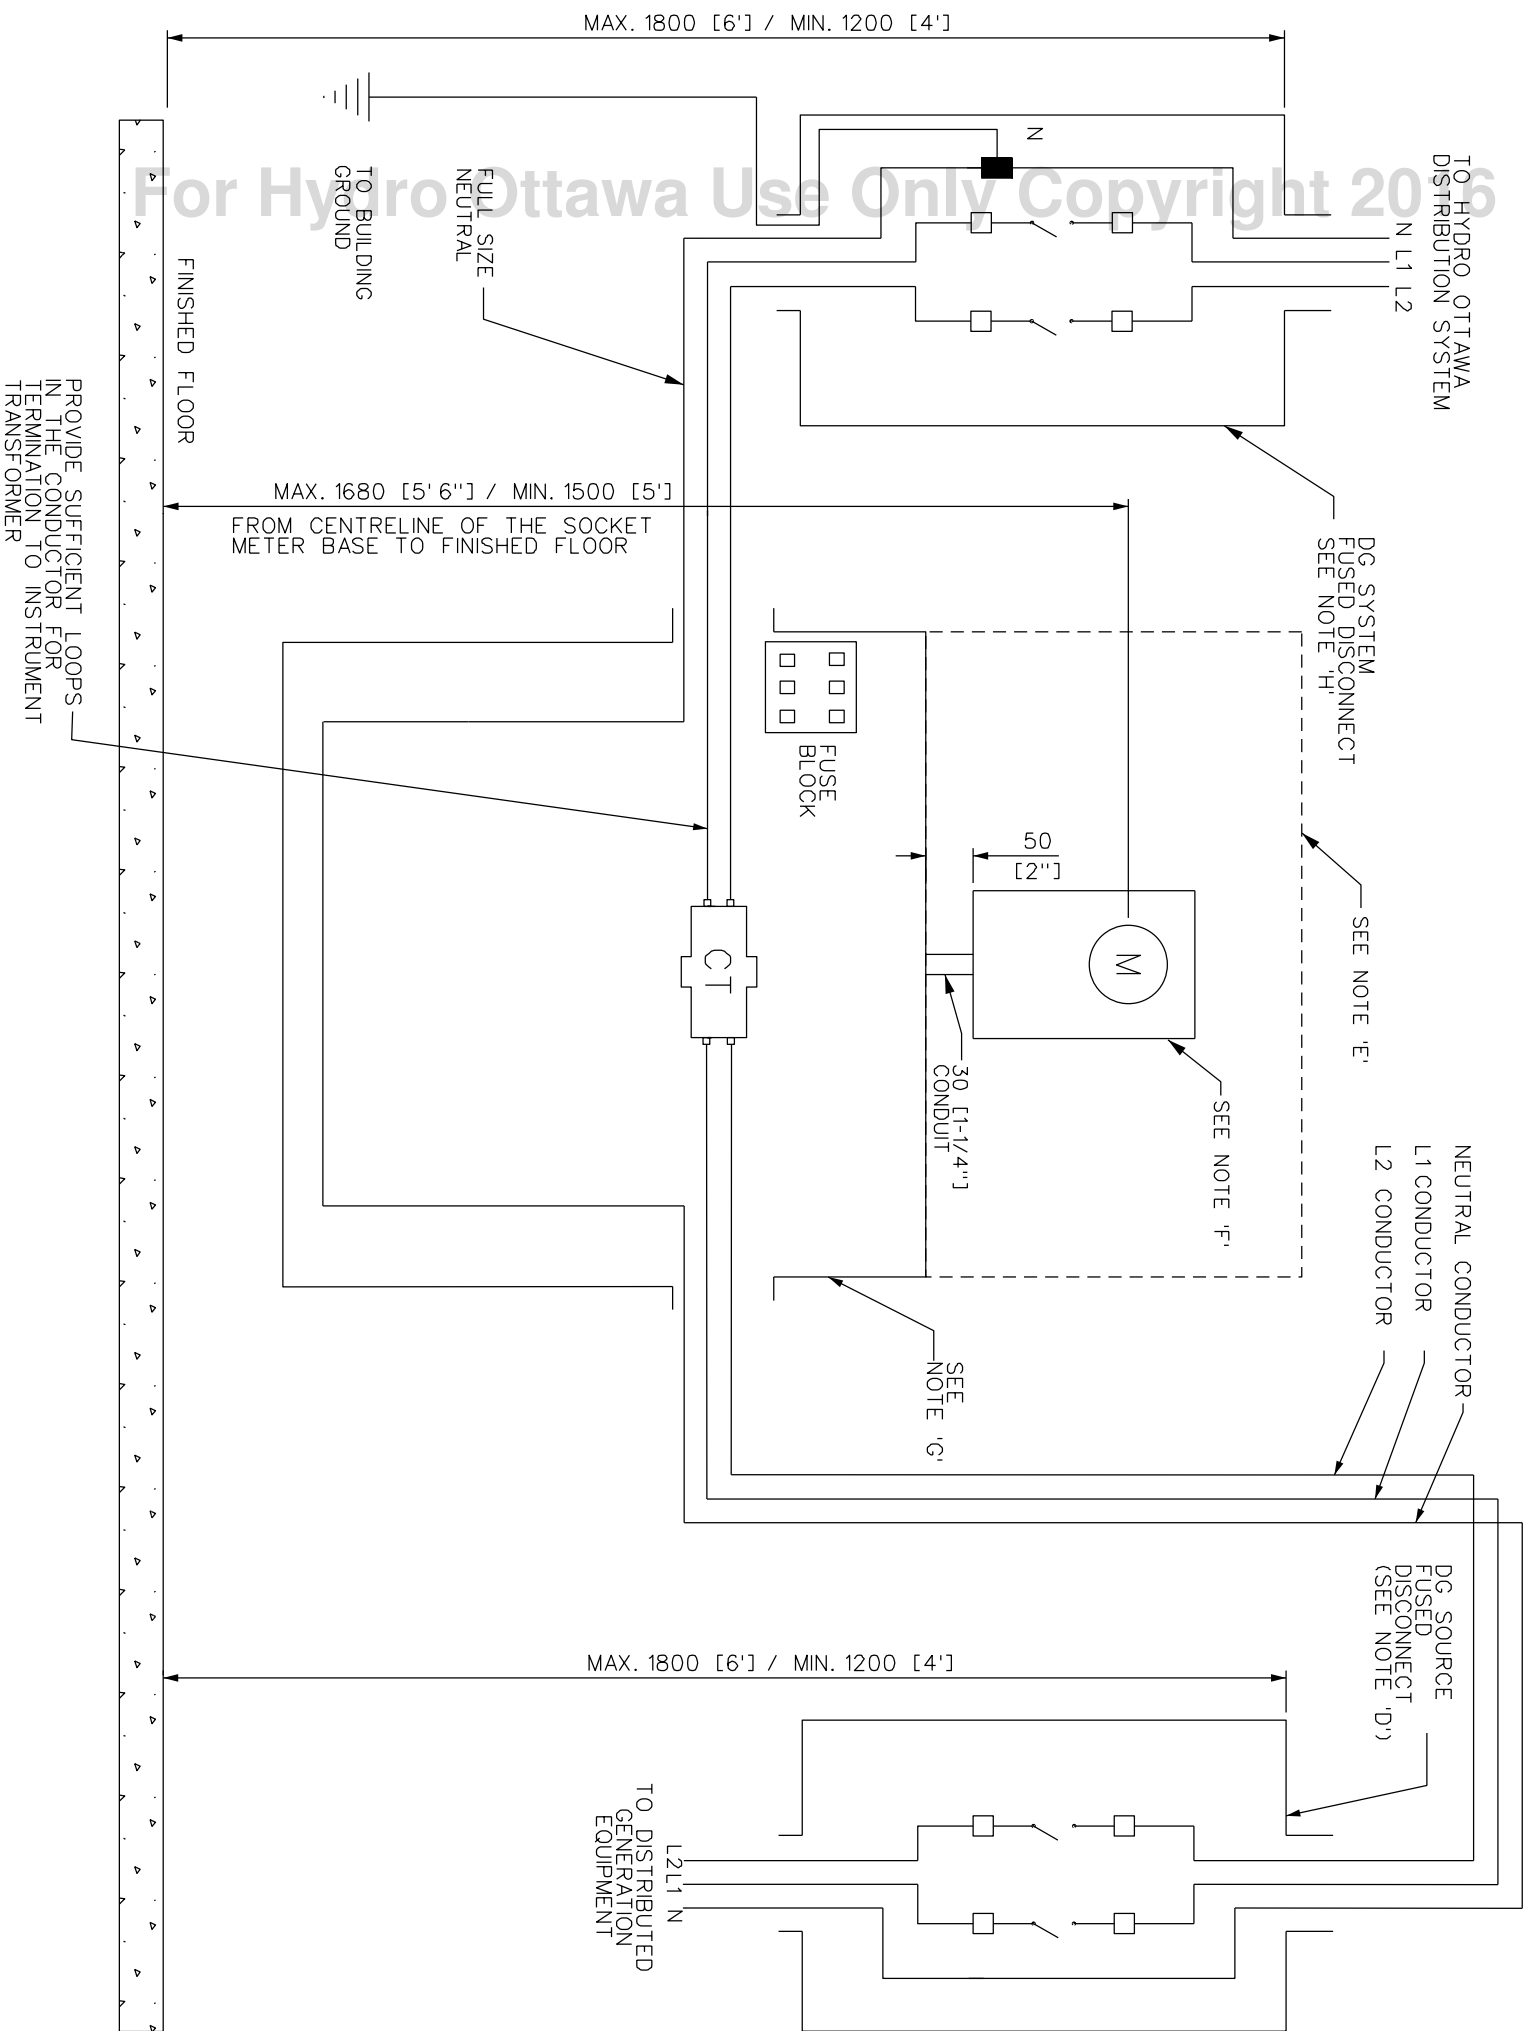 For Hydro Ottawa Use Only Copyright 2016
MAX. 1800 [6'] / MIN. 1200 [4']
TO HYDRO OTTAWA
DISTRIBUTION SYSTEM
N L1 L2
N
TO BUILDING
GROUND
FULL SIZE
NEUTRAL
FINISHED FLOOR
DG SYSTEM
FUSED DISCONNECT
SEE NOTE 'H'
MAX. 1680 [5' 6"] / MIN. 1500 [5']
FROM CENTRELINE OF THE SOCKET
METER BASE TO FINISHED FLOOR
PROVIDE SUFFICIENT LOOPS
IN THE CONDUCTOR FOR
TERMINATION TO INSTRUMENT
TRANSFORMER
FUSE
BLOCK
50
[2"]
M
CT
30 [1-1/4"]
CONDUIT
SEE NOTE 'E'
SEE NOTE 'F'
SEE
NOTE 'G'
NEUTRAL CONDUCTOR
L1 CONDUCTOR
L2 CONDUCTOR
DG SOURCE
FUSED
DISCONNECT
(SEE NOTE 'D')
MAX. 1800 [6'] / MIN. 1200 [4']
L2 L1 N
TO DISTRIBUTED
GENERATION
EQUIPMENT